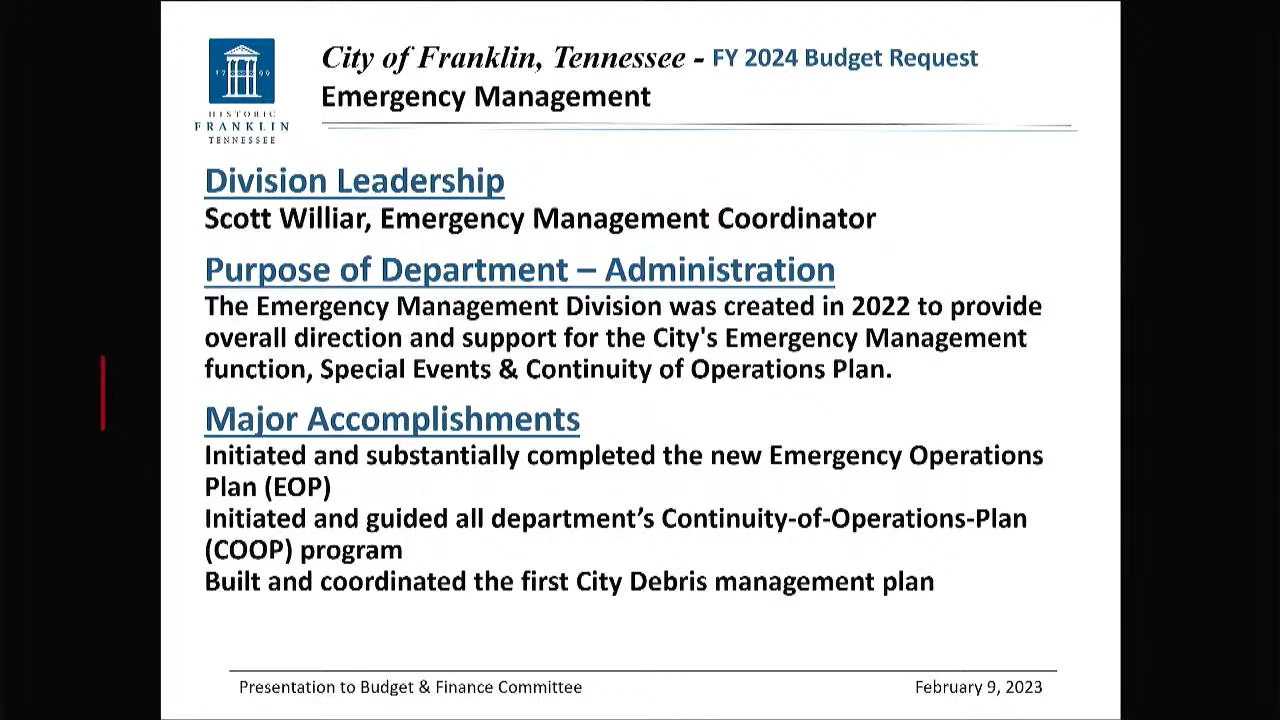 City of Franklin, Tennessee - FY 2024 Budget Request
Emergency Management
17 99
HISTORIC
FRANKLIN
TENNESSEE
Division Leadership
Scott Williar, Emergency Management Coordinator
Purpose of Department – Administration
The Emergency Management Division was created in 2022 to provide
overall direction and support for the City's Emergency Management
function, Special Events & Continuity of Operations Plan.
Major Accomplishments
Initiated and substantially completed the new Emergency Operations
Plan (EOP)
Initiated and guided all department’s Continuity-of-Operations-Plan
(COOP) program
Built and coordinated the first City Debris management plan
Presentation to Budget & Finance Committee
February 9, 2023